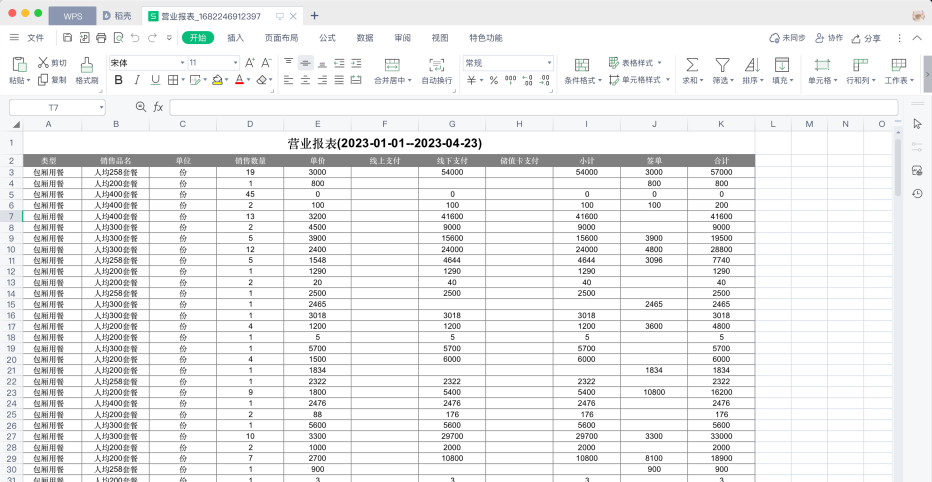 WPS 稻壳 营业报表_1682246912397
文件 开始 插入 页面布局 公式 数据 审阅 视图 特色功能 未同步 协作 分享
粘贴 剪切 复制 格式刷 宋体 11 合并居中 自动换行 常规 条件格式 表格样式 单元格样式 求和 筛选 排序 填充 单元格 行和列 工作表
T7 fx
A B C D E F G H I J K L M N O
1 营业报表(2023-01-01--2023-04-23)
2 类型 销售品名 单位 销售数量 单价 线上支付 线下支付 储值卡支付 小计 签单 合计
3 包厢用餐 人均258套餐 份 19 3000 54000 54000 3000 57000
4 包厢用餐 人均200套餐 份 1 800 800 800
5 包厢用餐 人均400套餐 份 45 0 0 0 0 0
6 包厢用餐 人均400套餐 份 2 100 100 100 100 200
7 包厢用餐 人均400套餐 份 13 3200 41600 41600 41600
8 包厢用餐 人均300套餐 份 2 4500 9000 9000 9000
9 包厢用餐 人均300套餐 份 5 3900 15600 15600 3900 19500
10 包厢用餐 人均300套餐 份 12 2400 24000 24000 4800 28800
11 包厢用餐 人均258套餐 份 5 1548 4644 4644 3096 7740
12 包厢用餐 人均200套餐 份 1 1290 1290 1290 1290
13 包厢用餐 人均200套餐 份 2 20 40 40 40
14 包厢用餐 人均258套餐 份 1 2500 2500 2500 2500
15 包厢用餐 人均300套餐 份 1 2465 2465 2465
16 包厢用餐 人均300套餐 份 1 3018 3018 3018 3018
17 包厢用餐 人均200套餐 份 4 1200 1200 1200 3600 4800
18 包厢用餐 人均200套餐 份 1 5 5 5 5
19 包厢用餐 人均300套餐 份 1 5700 5700 5700 5700
20 包厢用餐 人均200套餐 份 4 1500 6000 6000 6000
21 包厢用餐 人均200套餐 份 1 1834 1834 1834
22 包厢用餐 人均258套餐 份 1 2322 2322 2322 2322
23 包厢用餐 人均200套餐 份 9 1800 5400 5400 10800 16200
24 包厢用餐 人均400套餐 份 1 2476 2476 2476 2476
25 包厢用餐 人均200套餐 份 2 88 176 176 176
26 包厢用餐 人均300套餐 份 1 5600 5600 5600 5600
27 包厢用餐 人均300套餐 份 10 3300 29700 29700 3300 33000
28 包厢用餐 人均200套餐 份 2 1000 2000 2000 2000
29 包厢用餐 人均200套餐 份 7 2700 10800 10800 8100 18900
30 包厢用餐 人均258套餐 份 1 900 900 900
31 包厢用餐 人均200套餐 份 1 3 3 3 3